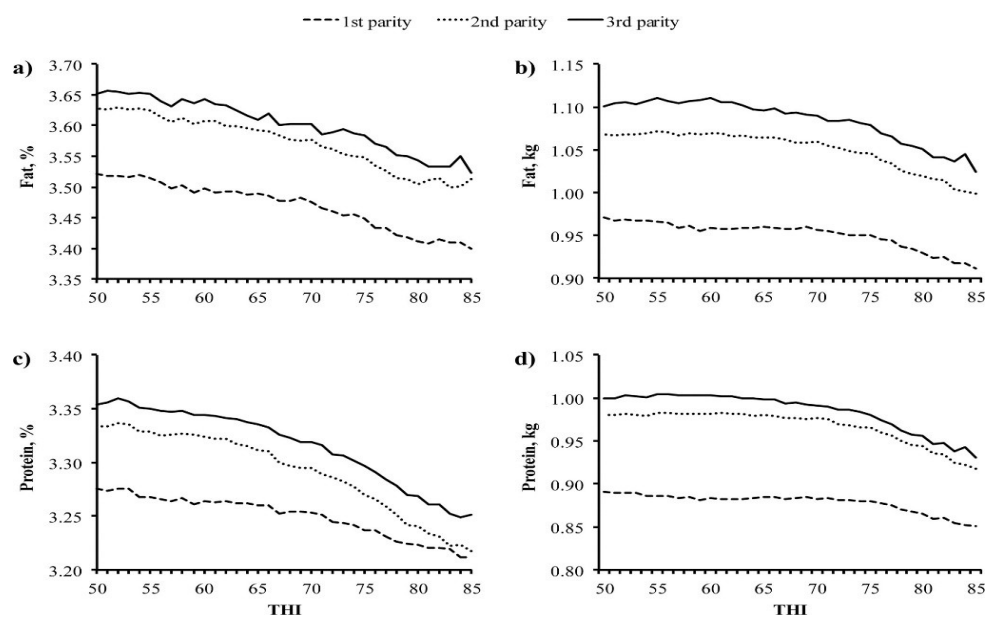 1st parity 2nd parity 3rd parity
a)
Fat, %
3.70
3.65
3.60
3.55
3.50
3.45
3.40
3.35
50 55 60 65 70 75 80 85
b)
Fat, kg
1.15
1.10
1.05
1.00
0.95
0.90
50 55 60 65 70 75 80 85
c)
Protein, %
3.40
3.35
3.30
3.25
3.20
50 55 60 65 70 75 80 85
THI
d)
Protein, kg
1.05
1.00
0.95
0.90
0.85
0.80
50 55 60 65 70 75 80 85
THI